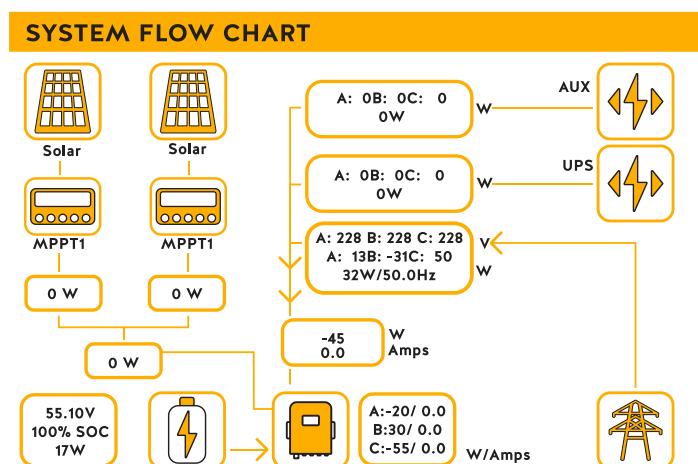 SYSTEM FLOW CHART
Solar
Solar
MPPT1
MPPT1
0 W
0 W
0 W
A: 0B: 0C: 0
0W
W
AUX
A: 0B: 0C: 0
0W
W
UPS
A: 228 B: 228 C: 228
V
A: 13B: -31C: 50
W
32W/50.0Hz
-45
W
0.0
Amps
55.10V
100% SOC
17W
A:-20/ 0.0
B:30/ 0.0
C:-55/ 0.0
W/Amps